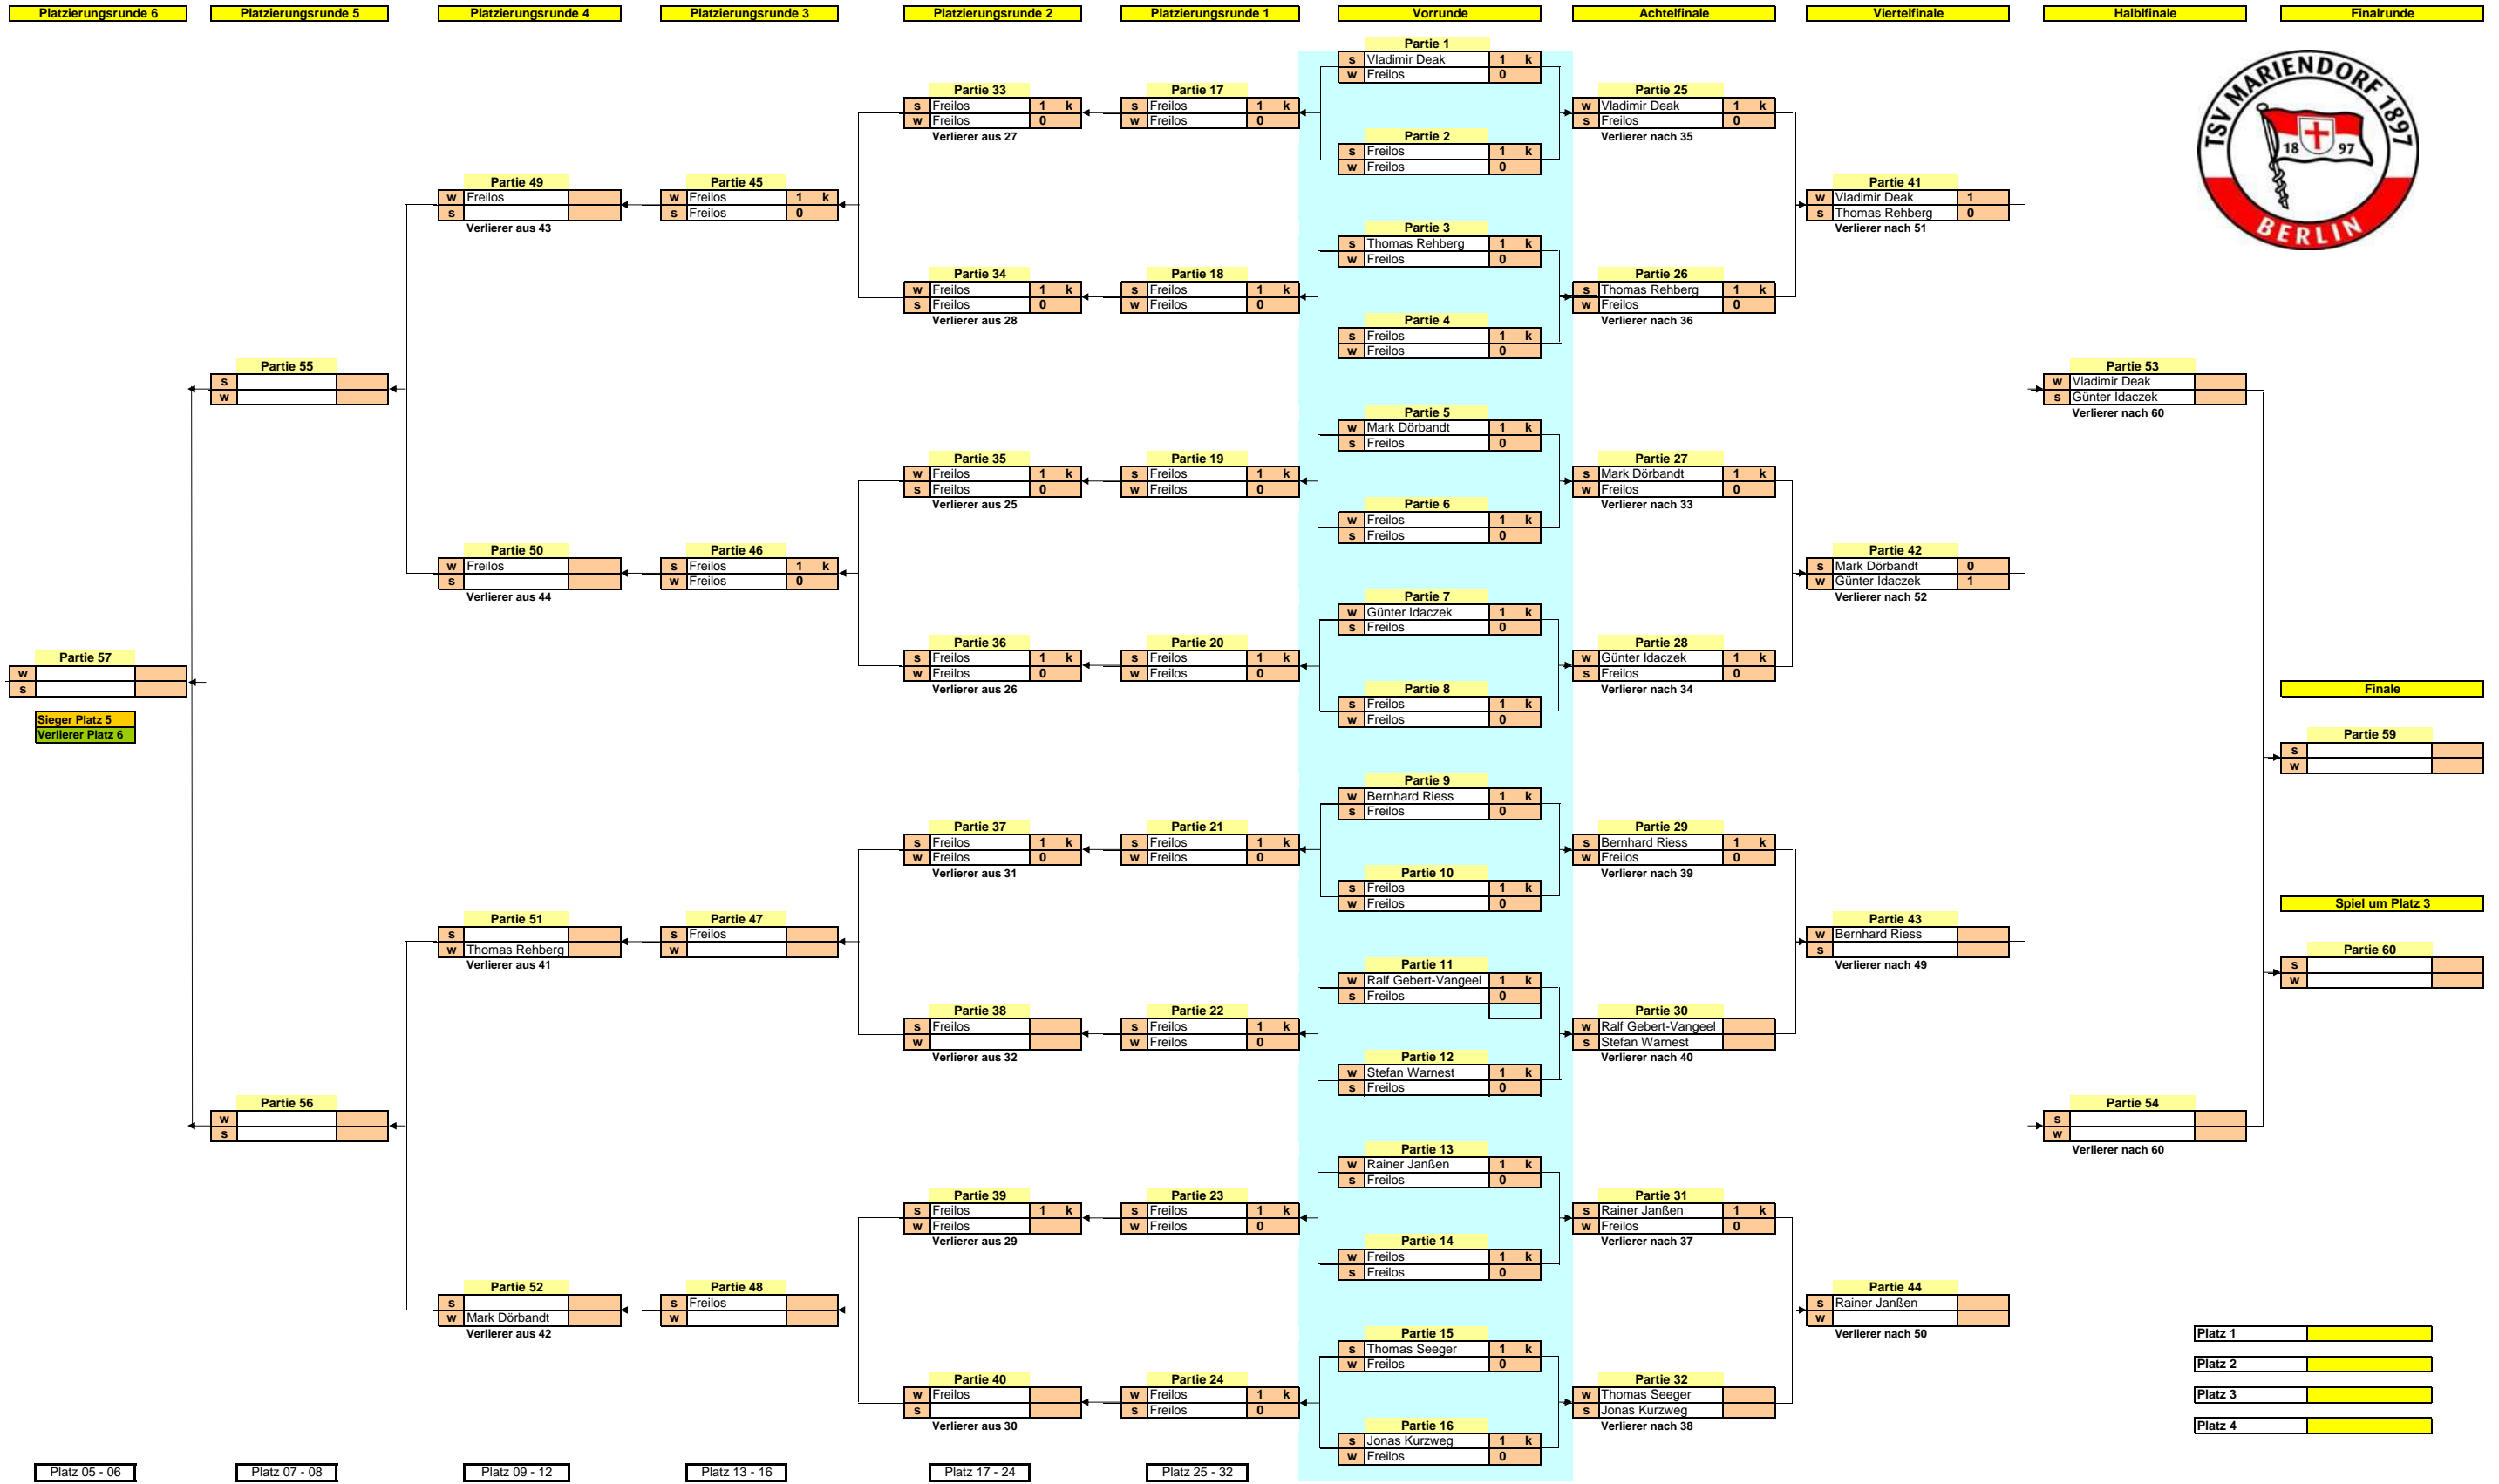 Platzierungsrunde 6 Platzierungsrunde 5 Platzierungsrunde 4 Platzierungsrunde 3 Platzierungsrunde 2 Platzierungsrunde 1 Vorrunde Achtelfinale Viertelfinale Halblfinale Finalrunde
Partie 57
w
s
Sieger Platz 5
Verlierer Platz 6
Platz 05 - 06
Partie 55
s
w
Partie 56
w
s
Platz 07 - 08
Partie 49
w Freilos
s
Verlierer aus 43
Partie 50
w Freilos
s
Verlierer aus 44
Partie 51
s
w Thomas Rehberg
Verlierer aus 41
Partie 52
s
w Mark Dörbandt
Verlierer aus 42
Platz 09 - 12
Partie 45
w Freilos 1 k
s Freilos 0
Partie 46
s Freilos 1 k
w Freilos 0
Partie 47
s Freilos
w
Partie 48
s Freilos
w
Platz 13 - 16
Partie 33
s Freilos 1 k
w Freilos 0
Verlierer aus 27
Partie 34
w Freilos 1 k
s Freilos 0
Verlierer aus 28
Partie 35
w Freilos 1 k
s Freilos 0
Verlierer aus 25
Partie 36
s Freilos 1 k
w Freilos 0
Verlierer aus 26
Partie 37
s Freilos 1 k
w Freilos 0
Verlierer aus 31
Partie 38
s Freilos
w
Verlierer aus 32
Partie 39
s Freilos 1 k
w Freilos
Verlierer aus 29
Partie 40
w Freilos
s
Verlierer aus 30
Platz 17 - 24
Partie 17
s Freilos 1 k
w Freilos 0
Partie 18
s Freilos 1 k
w Freilos 0
Partie 19
s Freilos 1 k
w Freilos 0
Partie 20
s Freilos 1 k
w Freilos 0
Partie 21
s Freilos 1 k
w Freilos 0
Partie 22
s Freilos 1 k
w Freilos 0
Partie 23
s Freilos 1 k
w Freilos 0
Partie 24
w Freilos 1 k
s Freilos 0
Platz 25 - 32
Partie 1
s Vladimir Deak 1 k
w Freilos 0
Partie 2
s Freilos 1 k
w Freilos 0
Partie 3
s Thomas Rehberg 1 k
w Freilos 0
Partie 4
s Freilos 1 k
w Freilos 0
Partie 5
w Mark Dörbandt 1 k
s Freilos 0
Partie 6
w Freilos 1 k
s Freilos 0
Partie 7
w Günter Idaczek 1 k
s Freilos 0
Partie 8
s Freilos 1 k
w Freilos 0
Partie 9
w Bernhard Riess 1 k
s Freilos 0
Partie 10
s Freilos 1 k
w Freilos 0
Partie 11
w Ralf Gebert-Vangeel 1 k
s Freilos 0
Partie 12
w Stefan Warnest 1 k
s Freilos 0
Partie 13
w Rainer Janßen 1 k
s Freilos 0
Partie 14
w Freilos 1 k
s Freilos 0
Partie 15
s Thomas Seeger 1 k
w Freilos 0
Partie 16
s Jonas Kurzweg 1 k
w Freilos 0
Partie 25
w Vladimir Deak 1 k
s Freilos 0
Verlierer nach 35
Partie 26
s Thomas Rehberg 1 k
w Freilos 0
Verlierer nach 36
Partie 27
s Mark Dörbandt 1 k
w Freilos 0
Verlierer nach 33
Partie 28
w Günter Idaczek 1 k
s Freilos 0
Verlierer nach 34
Partie 29
s Bernhard Riess 1 k
w Freilos 0
Verlierer nach 39
Partie 30
w Ralf Gebert-Vangeel
s Stefan Warnest
Verlierer nach 40
Partie 31
s Rainer Janßen 1 k
w Freilos 0
Verlierer nach 37
Partie 32
w Thomas Seeger
s Jonas Kurzweg
Verlierer nach 38
Partie 41
w Vladimir Deak 1
s Thomas Rehberg 0
Verlierer nach 51
Partie 42
s Mark Dörbandt 0
w Günter Idaczek 1
Verlierer nach 52
Partie 43
w Bernhard Riess
s
Verlierer nach 49
Partie 44
s Rainer Janßen
w
Verlierer nach 50
Partie 53
w Vladimir Deak
s Günter Idaczek
Verlierer nach 60
Partie 54
s
w
Verlierer nach 60
TSV MARIENDORF 1897
18 97
BERLIN
Finale
Partie 59
s
w
Spiel um Platz 3
Partie 60
s
w
Platz 1
Platz 2
Platz 3
Platz 4